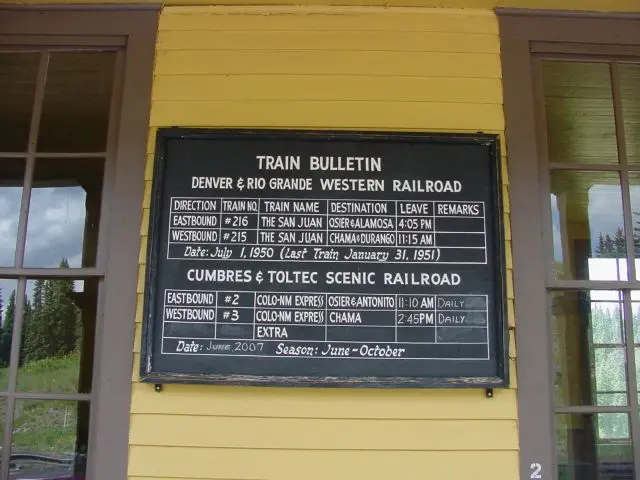 TRAIN BULLETIN
DENVER & RIO GRANDE WESTERN RAILROAD
DIRECTION TRAIN NO. TRAIN NAME DESTINATION LEAVE REMARKS
EASTBOUND #216 THE SAN JUAN OSIER & ALAMOSA 4:05 PM
WESTBOUND #215 THE SAN JUAN CHAMA & DURANGO 11:15 AM
Date: July 1, 1950 (Last Train January 31, 1951)
CUMBRES & TOLTEC SCENIC RAILROAD
EASTBOUND #2 COLO-NM EXPRESS OSIER & ANTONITO 11:10 AM DAILY
WESTBOUND #3 COLO-NM EXPRESS CHAMA 2:45PM DAILY
EXTRA
Date: JUNE 2007 Season: June-October
2